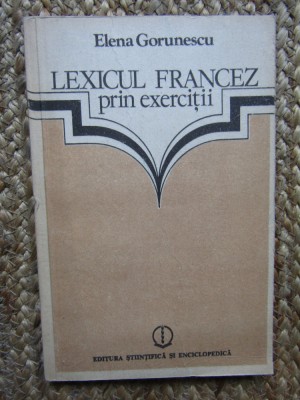 Elena Gorunescu
LEXICUL FRANCEZ
prin exerciții
EDITURA ȘTIINȚIFICĂ ȘI ENCICLOPEDICĂ